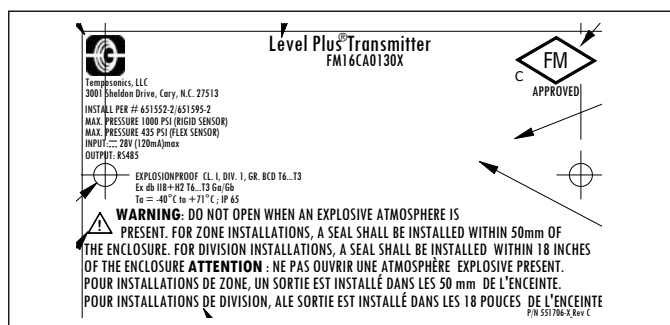 Level Plus® Transmitter
FM16CA0130X
FM
C
APPROVED
Temposonics, LLC
3001 Sheldon Drive, Cary, N.C. 27513
INSTALL PER # 651552-2/651595-2
MAX. PRESSURE 1000 PSI (RIGID SENSOR)
MAX. PRESSURE 435 PSI (FLEX SENSOR)
INPUT: ⎓ 28V (120mA)max
OUTPUT: RS485
EXPLOSIONPROOF CL. I, DIV. 1, GR. BCD T6...T3
Ex db IIB+H2 T6...T3 Ga/Gb
Ta = -40°C to +71°C ; IP 65
WARNING: DO NOT OPEN WHEN AN EXPLOSIVE ATMOSPHERE IS
PRESENT. FOR ZONE INSTALLATIONS, A SEAL SHALL BE INSTALLED WITHIN 50mm OF
THE ENCLOSURE. FOR DIVISION INSTALLATIONS, A SEAL SHALL BE INSTALLED WITHIN 18 INCHES
OF THE ENCLOSURE ATTENTION : NE PAS OUVRIR UNE ATMOSPHÈRE EXPLOSIVE PRESENT.
POUR INSTALLATIONS DE ZONE, UN SORTIE EST INSTALLÉ DANS LES 50 mm DE L'ENCEINTE.
POUR INSTALLATIONS DE DIVISION, ALE SORTIE EST INSTALLÉ DANS LES 18 POUCES DE L'ENCEINTE
P/N 551706-X, Rev C